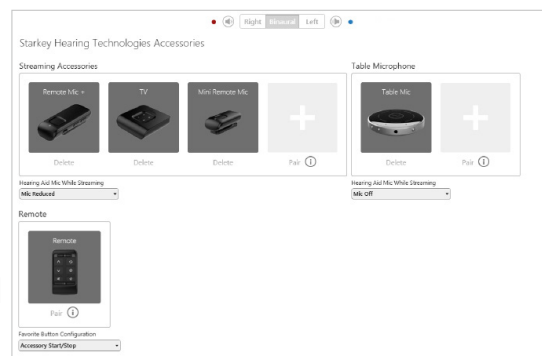 Right Binaural Left
Starkey Hearing Technologies Accessories
Streaming Accessories
Remote Mic + TV Mini Remote Mic
Delete Delete Delete Pair
Hearing Aid Mic While Streaming
Mic Reduced
Table Microphone
Table Mic
Delete Pair
Hearing Aid Mic While Streaming
Mic Off
Remote
Remote
Pair
Favorite Button Configuration
Accessory Start/Stop